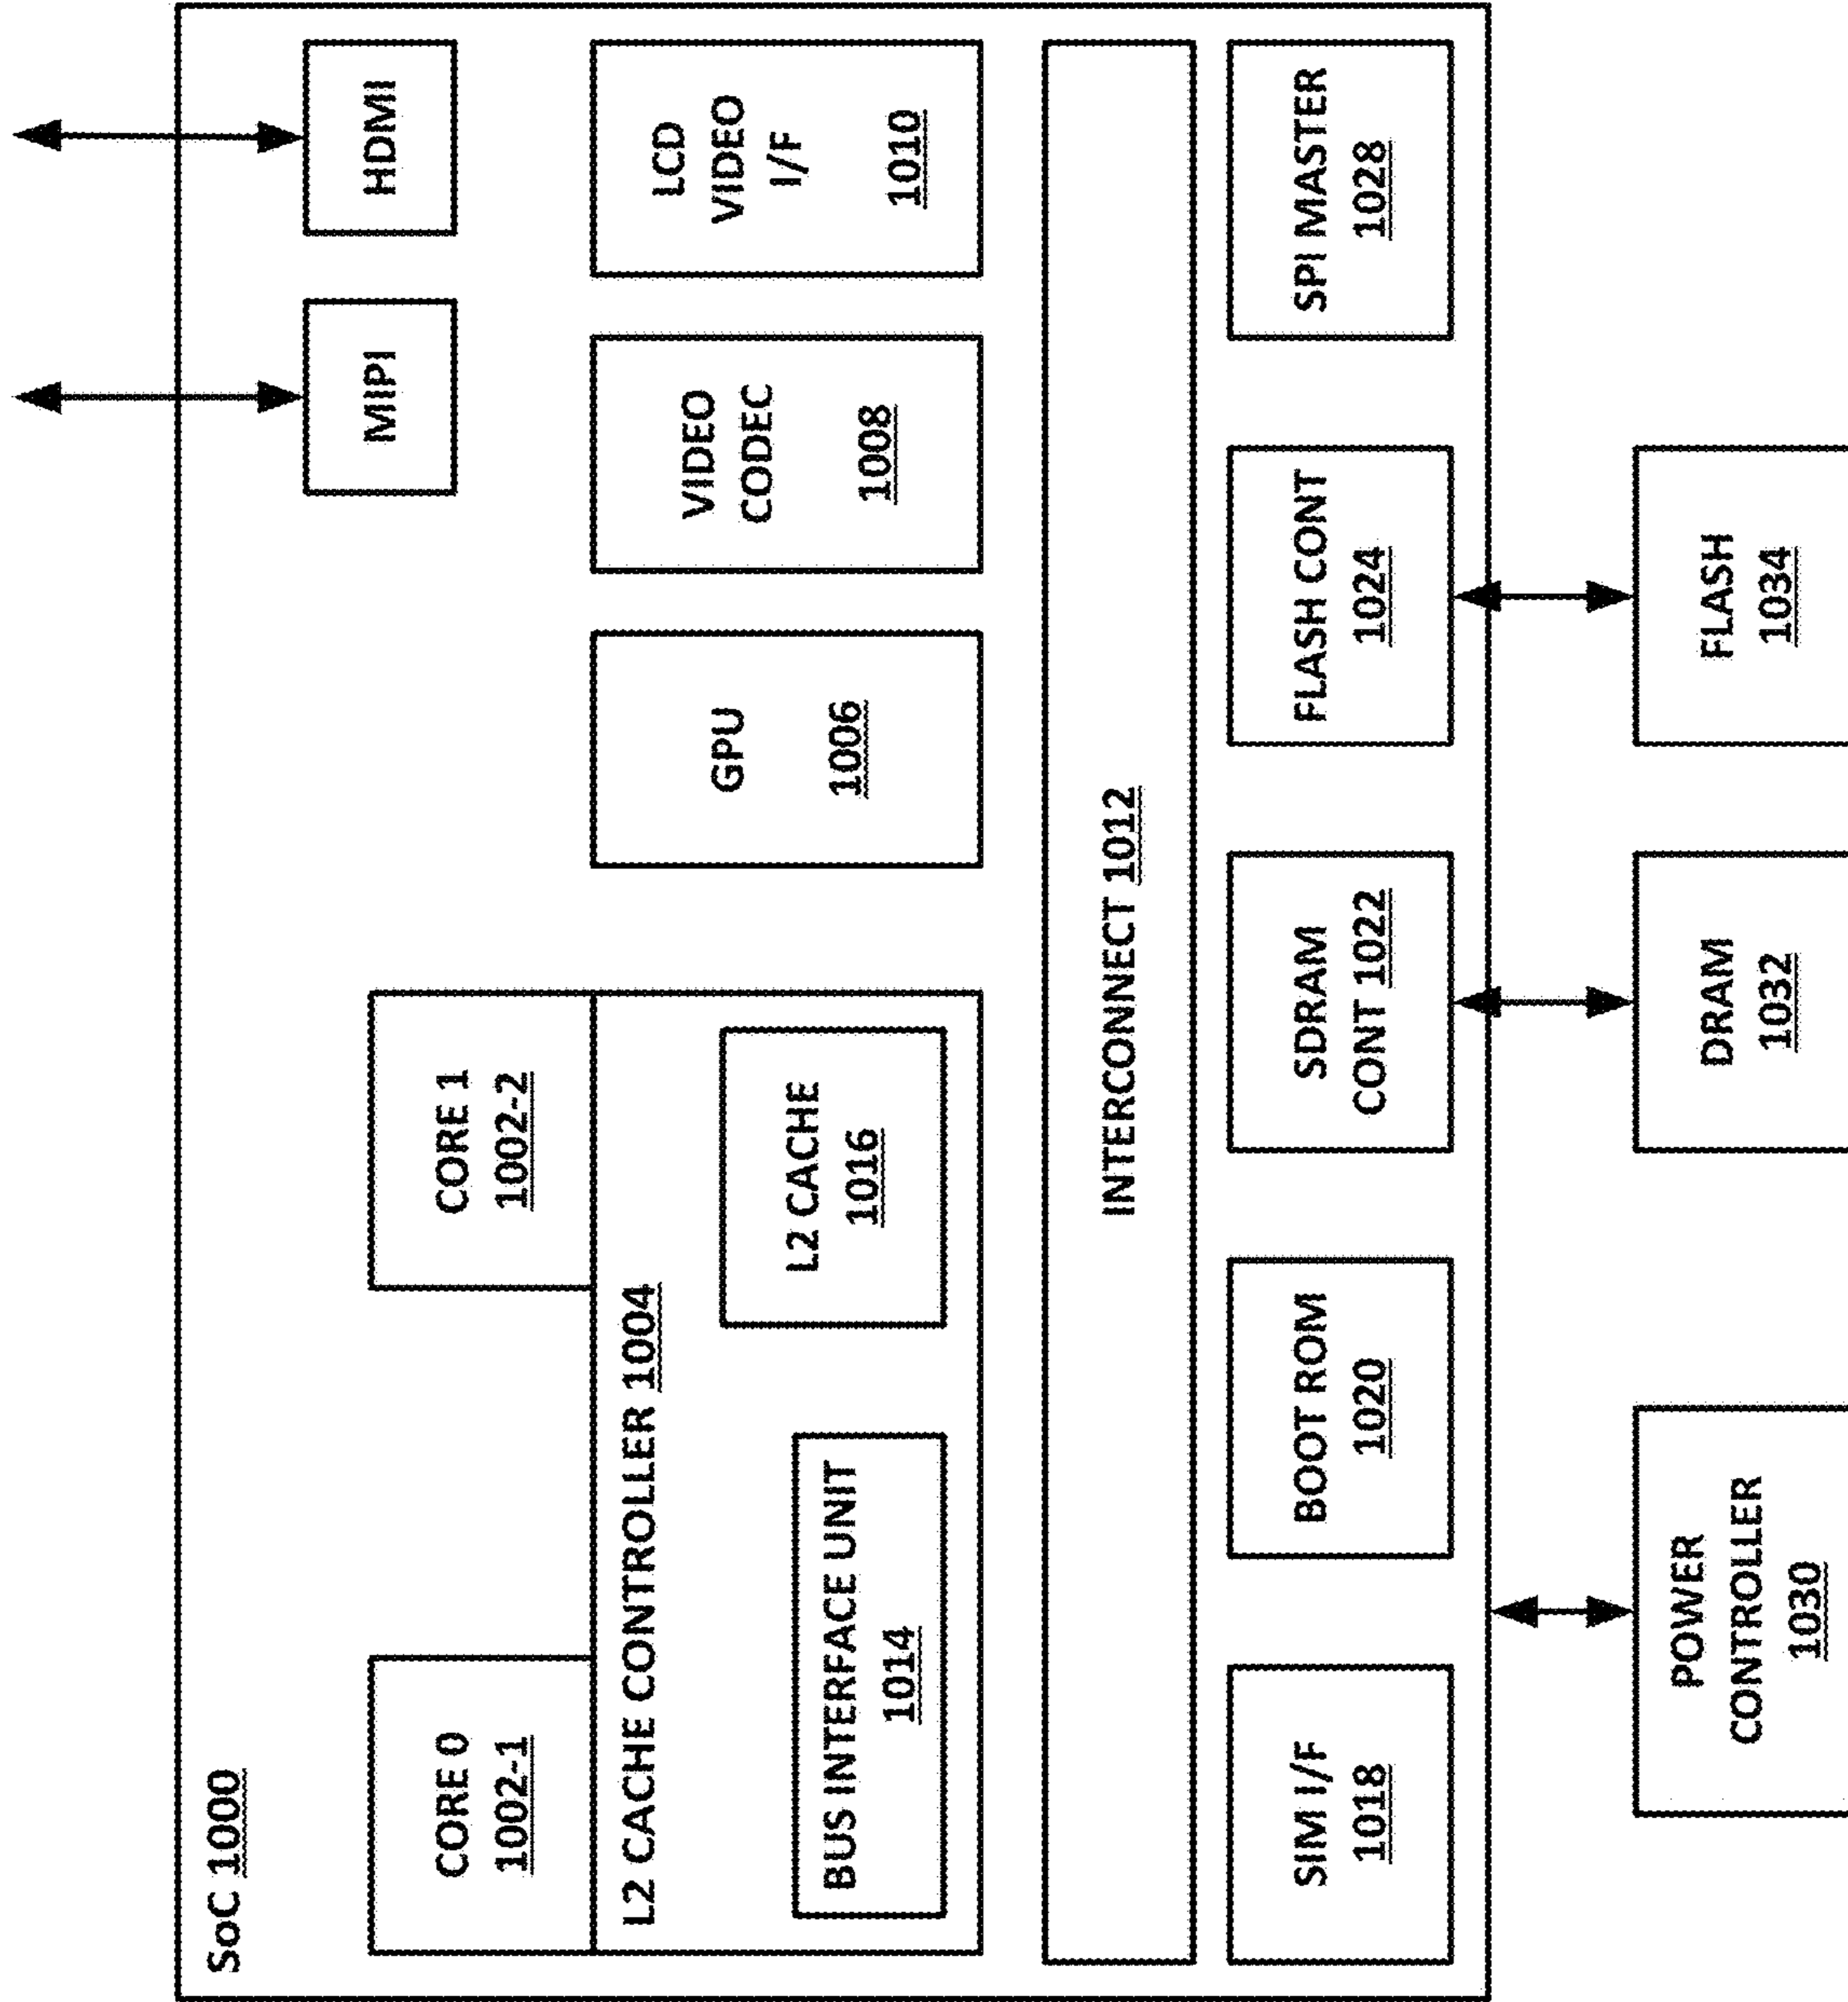 SoC 1000
MIPI
HDMI
CORE 0
1002-1
CORE 1
1002-2
L2 CACHE CONTROLLER 1004
BUS INTERFACE UNIT
1014
L2 CACHE
1016
GPU
1006
VIDEO
CODEC
1008
LCD
VIDEO
I/F
1010
INTERCONNECT 1012
SIM I/F
1018
BOOT ROM
1020
SDRAM
CONT 1022
FLASH CONT
1024
SPI MASTER
1028
POWER
CONTROLLER
1030
DRAM
1032
FLASH
1034